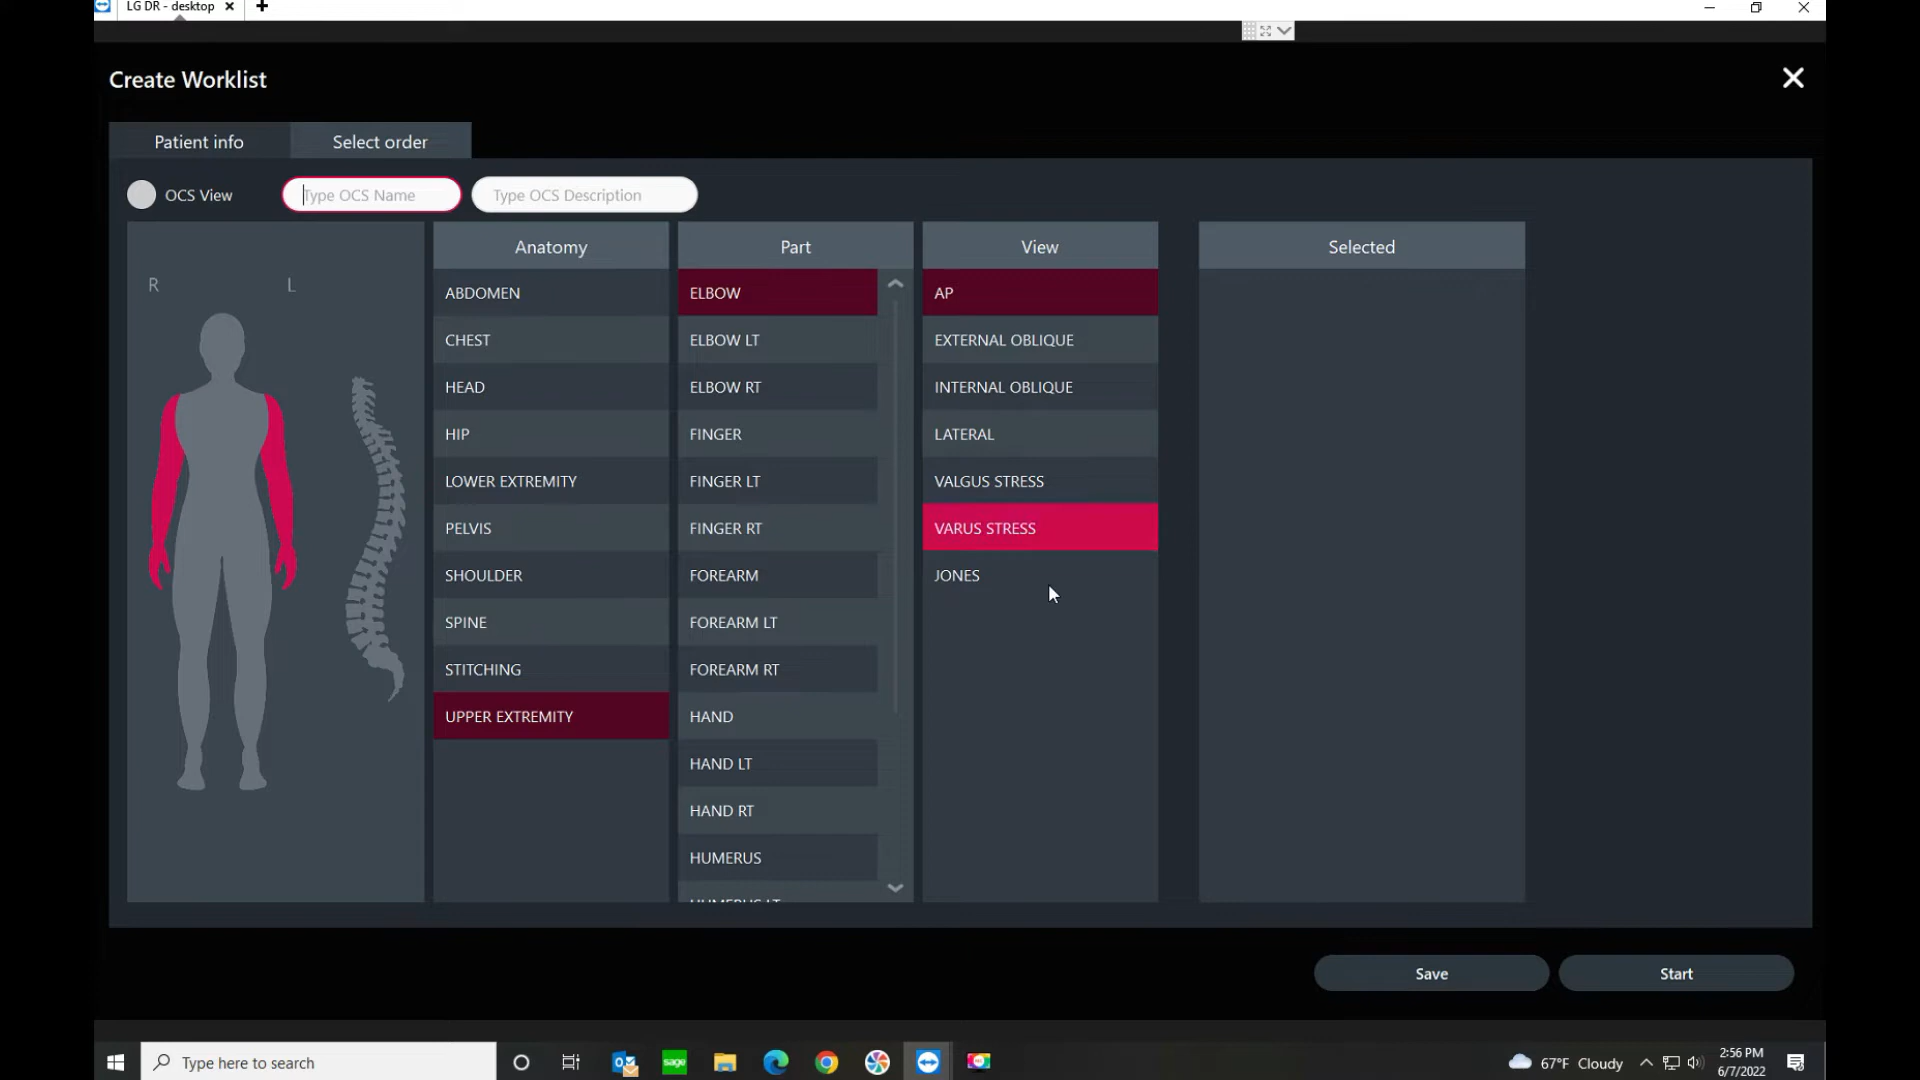 LG DR - desktop
Create Worklist
Patient info
Select order
OCS View
Type OCS Name
Type OCS Description
R
L
Anatomy
ABDOMEN
CHEST
HEAD
HIP
LOWER EXTREMITY
PELVIS
SHOULDER
SPINE
STITCHING
UPPER EXTREMITY
Part
ELBOW
ELBOW LT
ELBOW RT
FINGER
FINGER LT
FINGER RT
FOREARM
FOREARM LT
FOREARM RT
HAND
HAND LT
HAND RT
HUMERUS
HUMERUS LT
View
AP
EXTERNAL OBLIQUE
INTERNAL OBLIQUE
LATERAL
VALGUS STRESS
VARUS STRESS
JONES
Selected
Save
Start
Type here to search
sage
67°F Cloudy
2:56 PM
6/7/2022